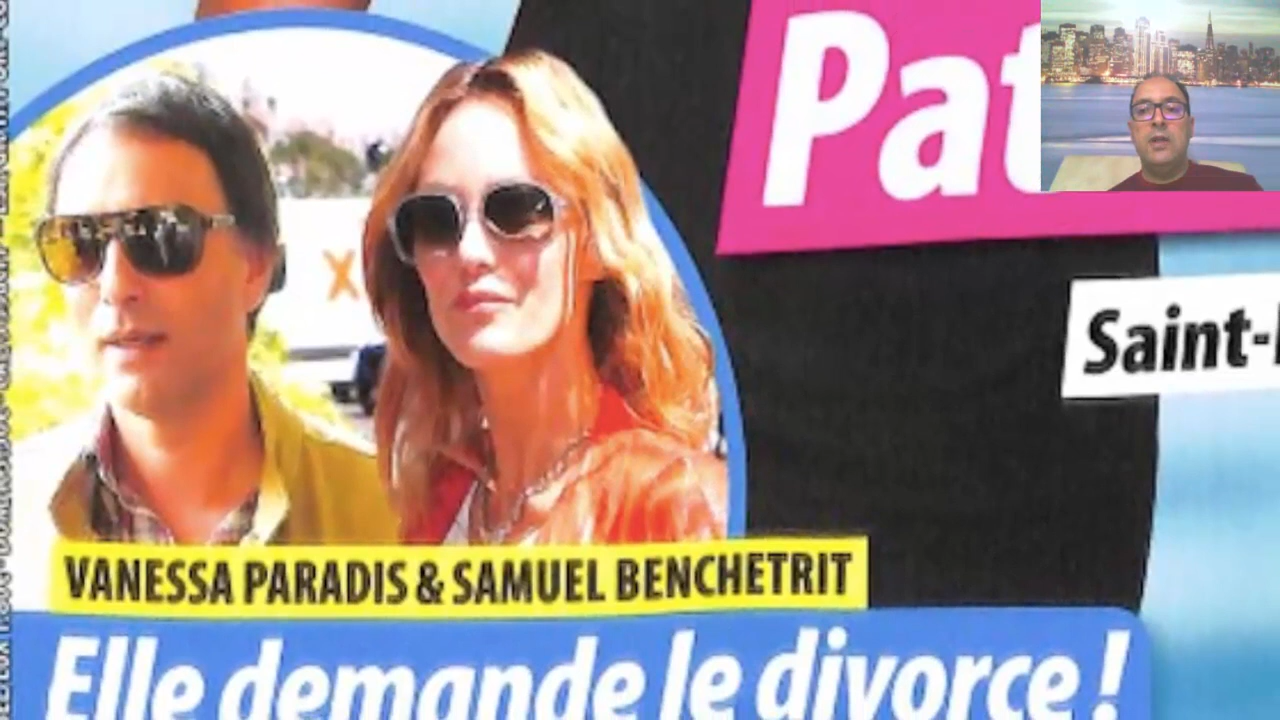 Pat
Saint-
X
VANESSA PARADIS & SAMUEL BENCHETRIT
Elle demande le divorce !